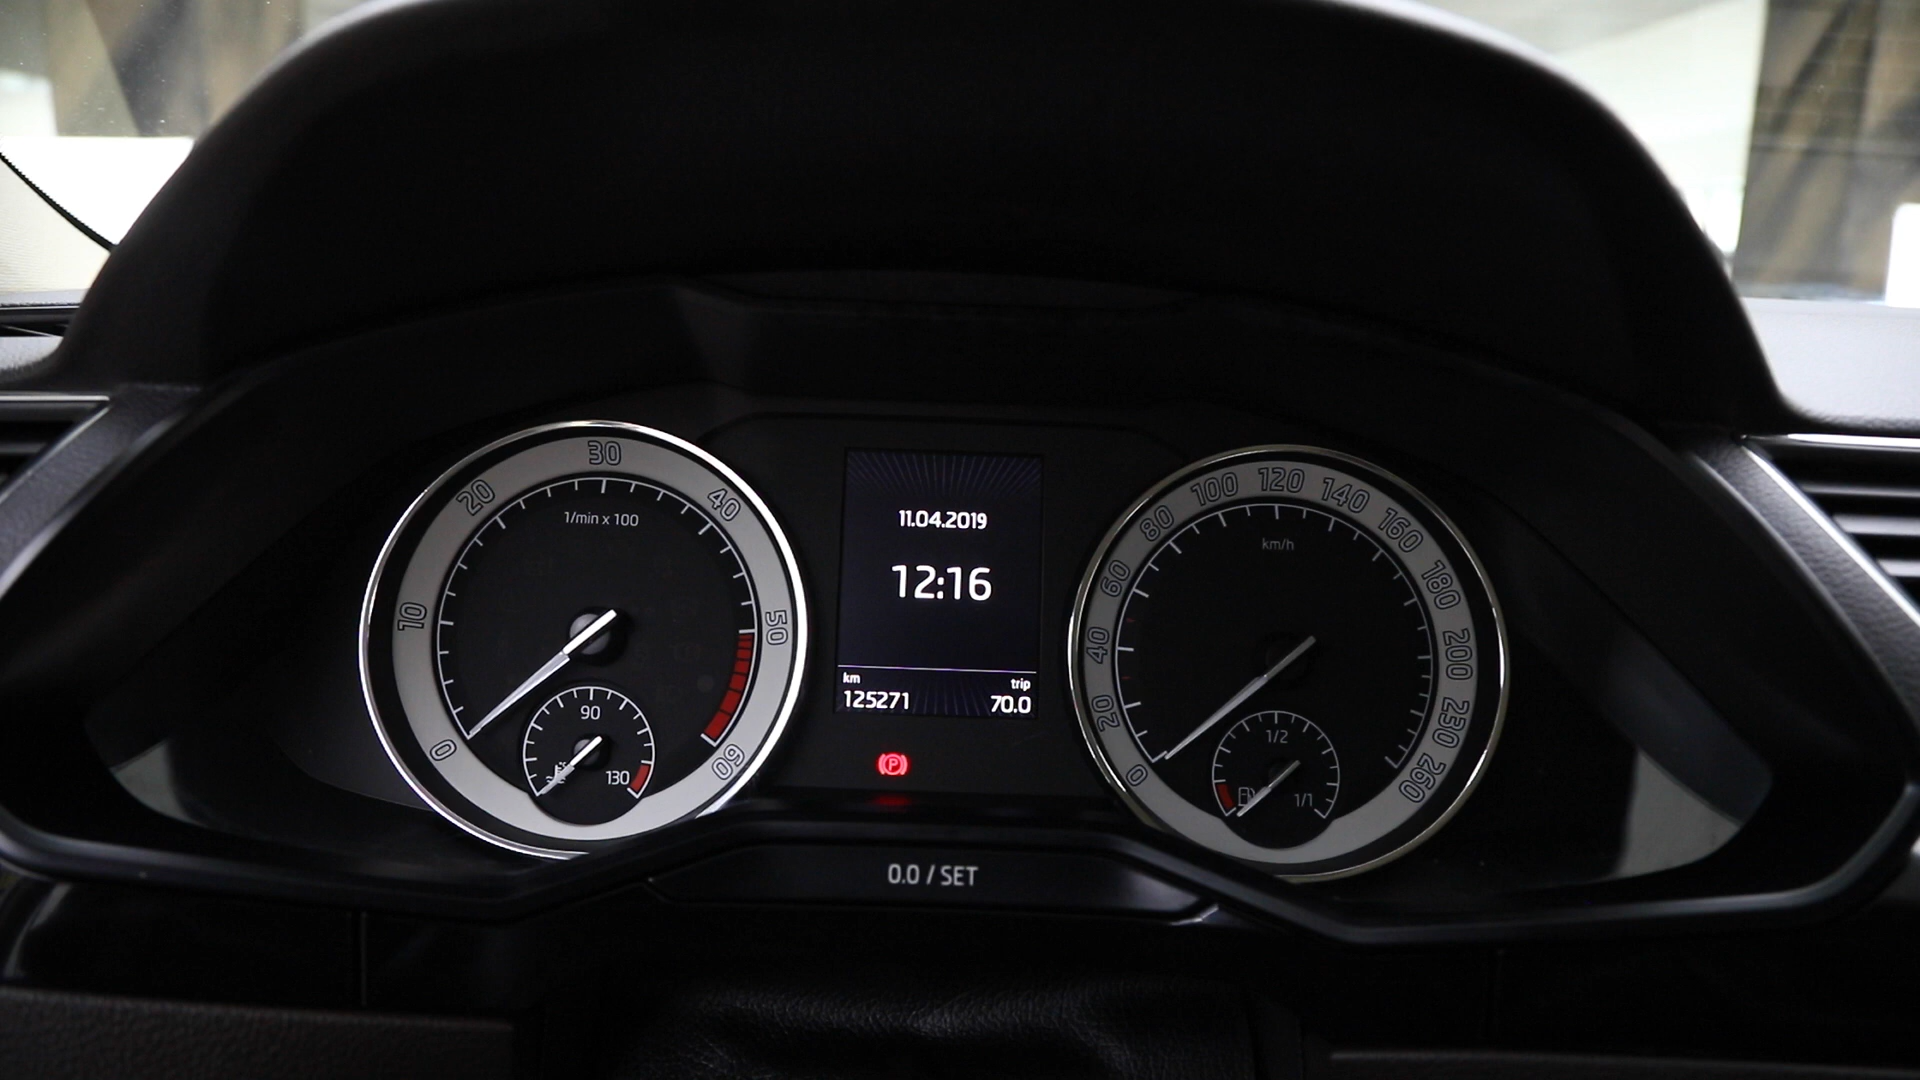 0 10 20 30 40 50 60
1/min x 100
90
130
11.04.2019
12:16
km trip
125271 70.0
P
0 20 40 60 80 100 120 140 160 180 200 230 260
km/h
1/2
1/1
0.0 / SET